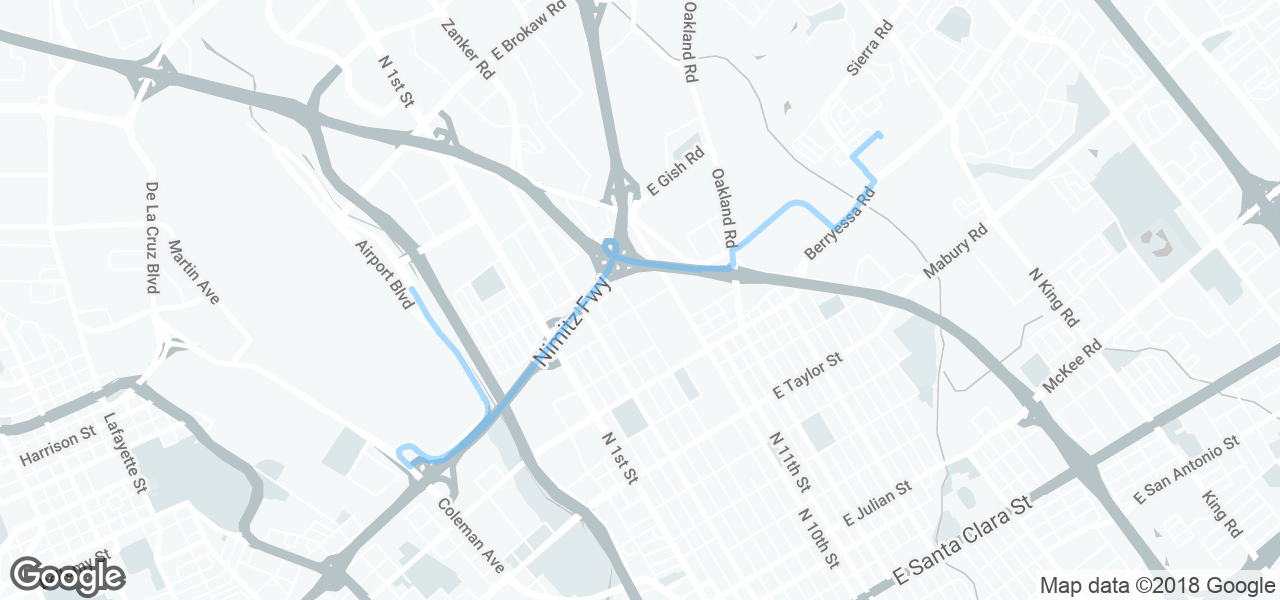 E Brokaw Rd
Zanker Rd
N 1st St
Oakland Rd
Sierra Rd
E Gish Rd
Oakland Rd
De La Cruz Blvd
Martin Ave
Airport Blvd
Berryessa Rd
Mabury Rd
N King Rd
Nimitz Fwy
McKee Rd
E Taylor St
Harrison St
Lafayette St
N 1st St
N 11th St
N 10th St
E San Antonio St
King Rd
E Julian St
Coleman Ave
E Santa Clara St
my St
Google
Map data ©2018 Google